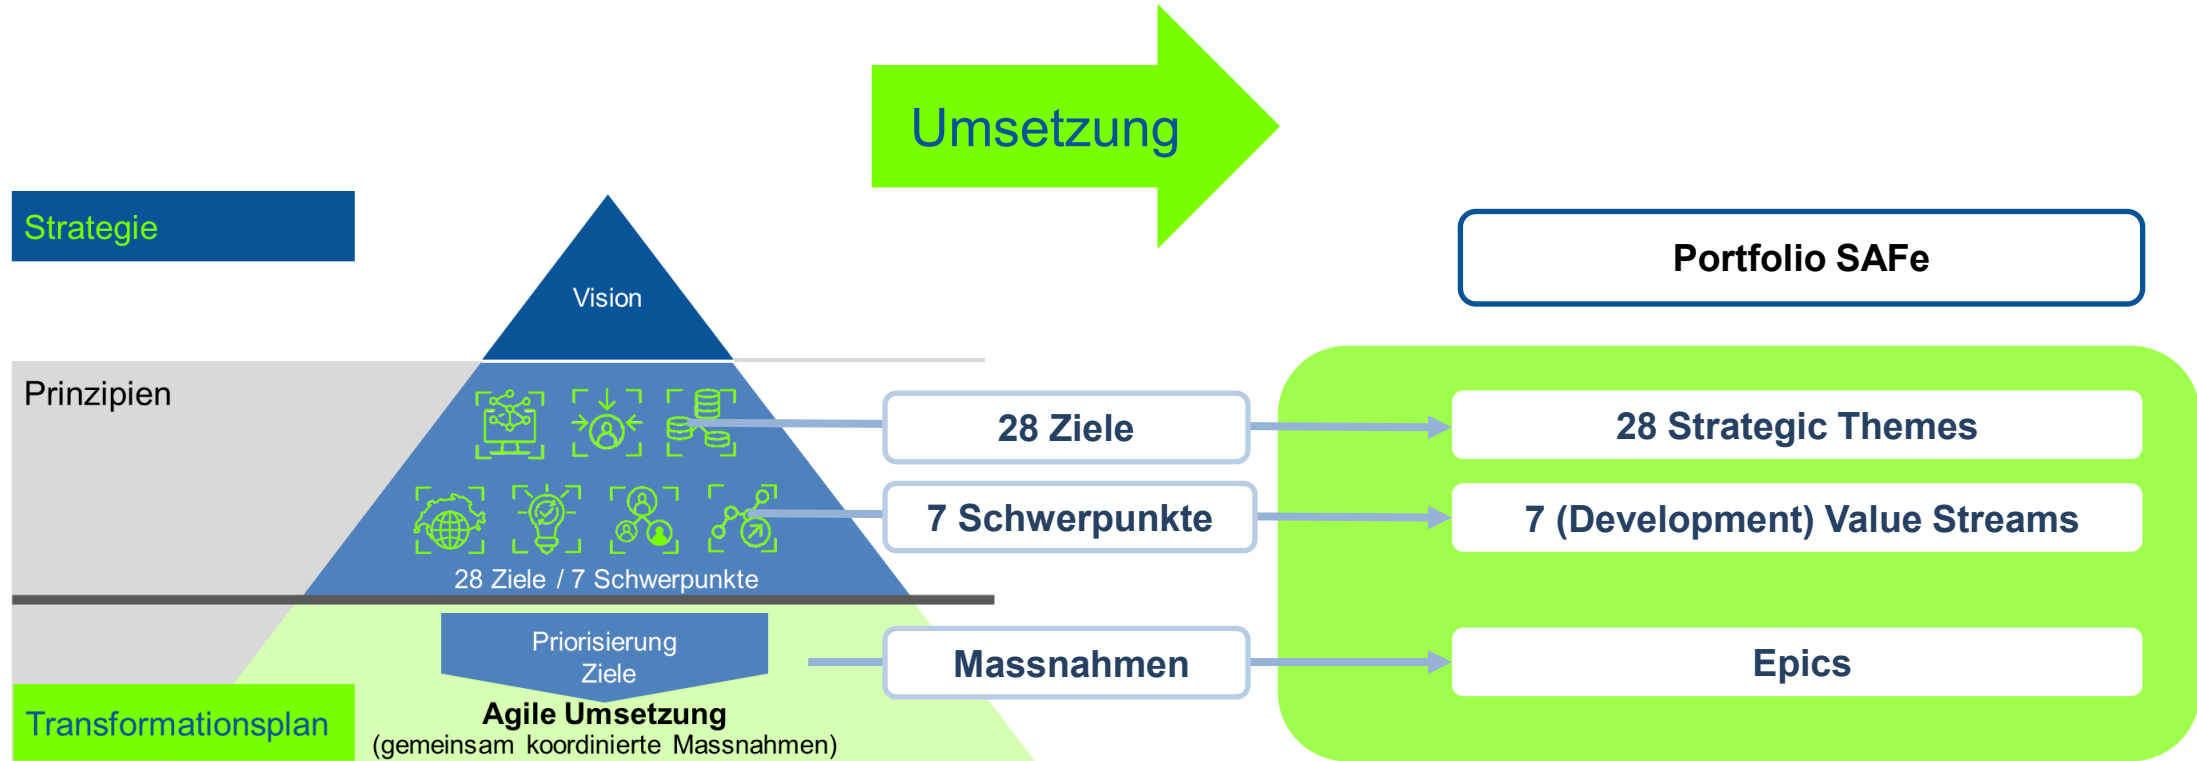 Umsetzung
Strategie
Vision
Portfolio SAFe
Prinzipien
28 Ziele
28 Strategic Themes
7 Schwerpunkte
7 (Development) Value Streams
28 Ziele / 7 Schwerpunkte
Priorisierung
Ziele
Massnahmen
Epics
Transformationsplan
Agile Umsetzung
(gemeinsam koordinierte Massnahmen)